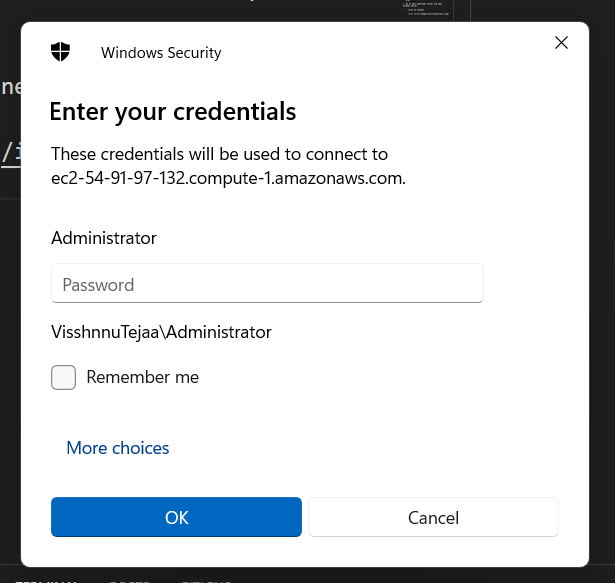 Windows Security
ne
Enter your credentials
/i
These credentials will be used to connect to
ec2-54-91-97-132.compute-1.amazonaws.com.
Administrator
Password
VisshnnuTejaa\Administrator
Remember me
More choices
OK
Cancel